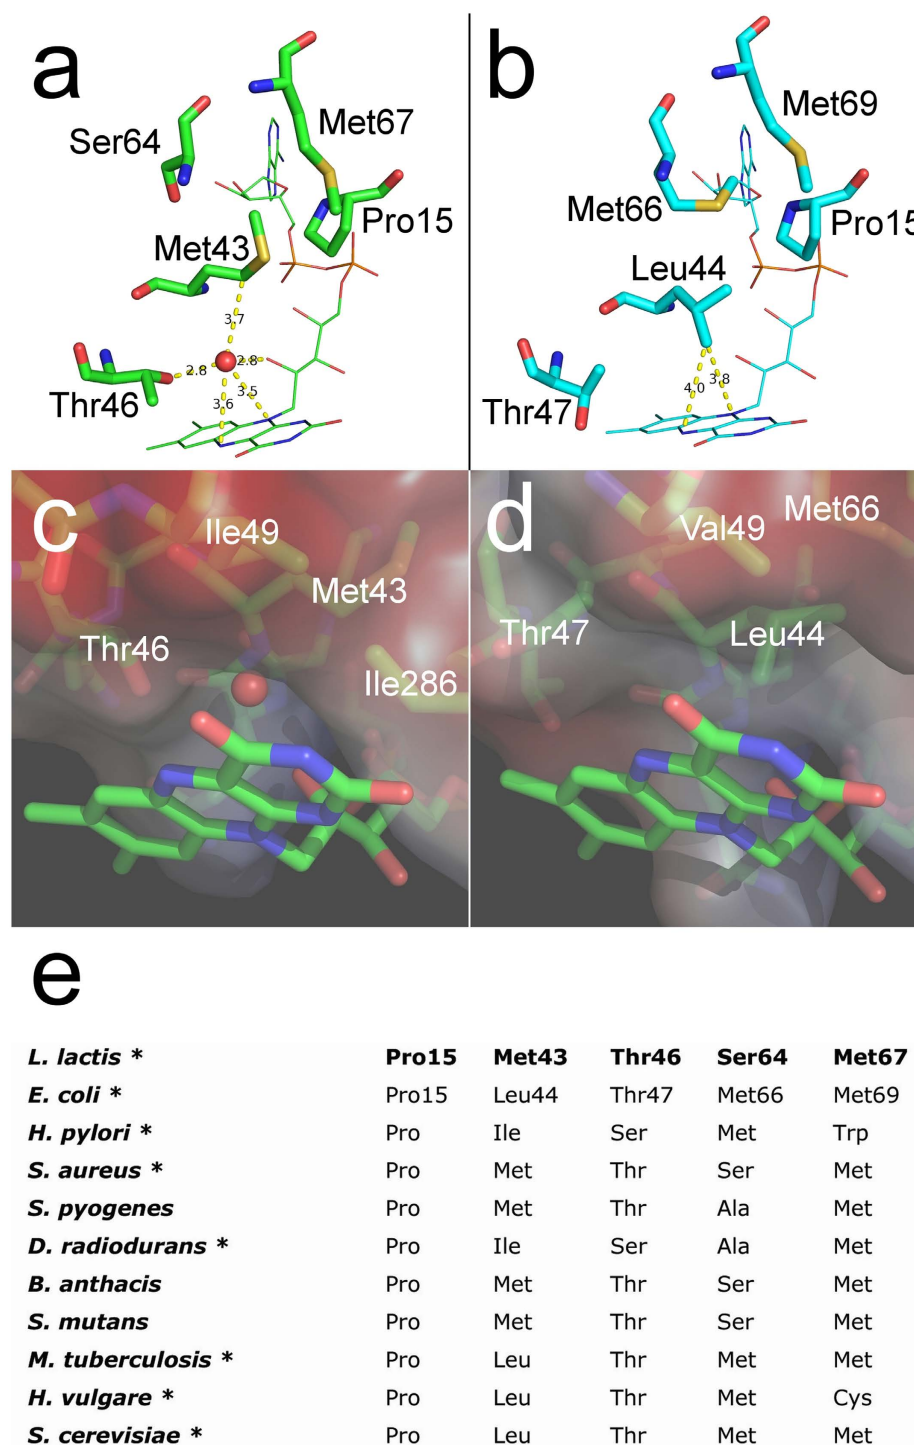 a
Ser64
Met67
Pro15
Met43
3.7
2.8
2.8
3.5
3.6
Thr46
b
Met69
Met66
Pro15
Leu44
4.0
3.8
Thr47
c
Ile49
Met43
Thr46
Ile286
d
Val49
Met66
Thr47
Leu44
e
L. lactis * Pro15 Met43 Thr46 Ser64 Met67
E. coli * Pro15 Leu44 Thr47 Met66 Met69
H. pylori * Pro Ile Ser Met Trp
S. aureus * Pro Met Thr Ser Met
S. pyogenes Pro Met Thr Ala Met
D. radiodurans * Pro Ile Ser Ala Met
B. anthacis Pro Met Thr Ser Met
S. mutans Pro Met Thr Ser Met
M. tuberculosis * Pro Leu Thr Met Met
H. vulgare * Pro Leu Thr Met Cys
S. cerevisiae * Pro Leu Thr Met Met